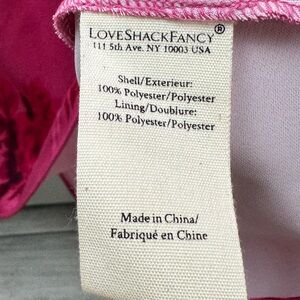 LoveShackFancy®
111 5th Ave. NY 10003 USA
Shell/Exterieur:
100% Polyester/Polyester
Lining/Doublure:
100% Polyester/Polyester
Made in China/
Fabriqué en Chine